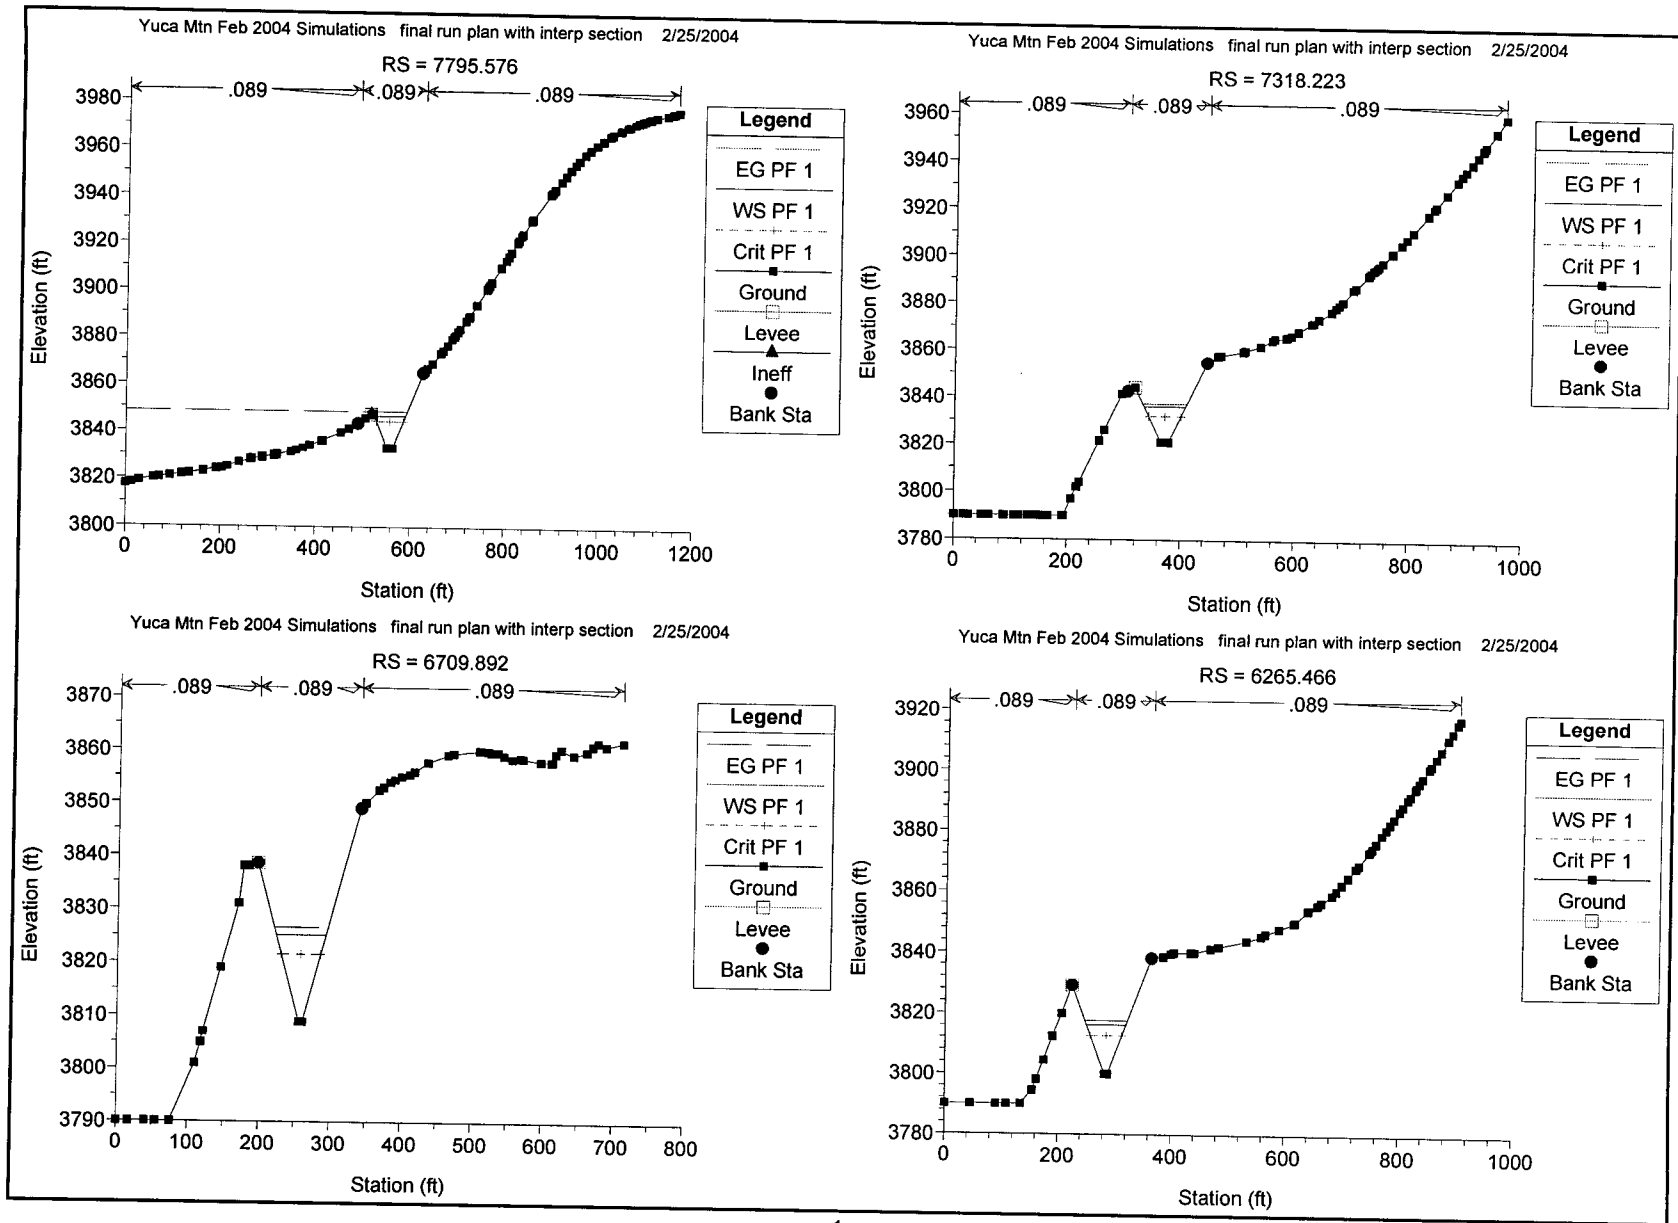 Yuca Mtn Feb 2004 Simulations final run plan with interp section 2/25/2004
RS = 7795.576
.089 .089 .089
3980
3960
3940
3920
3900
3880
3860
3840
3820
3800
Elevation (ft)
0 200 400 600 800 1000 1200
Station (ft)
Legend
EG PF 1
WS PF 1
Crit PF 1
Ground
Levee
Ineff
Bank Sta
Yuca Mtn Feb 2004 Simulations final run plan with interp section 2/25/2004
RS = 7318.223
.089 .089 .089
3960
3940
3920
3900
3880
3860
3840
3820
3800
3780
Elevation (ft)
0 200 400 600 800 1000
Station (ft)
Legend
EG PF 1
WS PF 1
Crit PF 1
Ground
Levee
Bank Sta
Yuca Mtn Feb 2004 Simulations final run plan with interp section 2/25/2004
RS = 6709.892
.089 .089 .089
3870
3860
3850
3840
3830
3820
3810
3800
3790
Elevation (ft)
0 100 200 300 400 500 600 700 800
Station (ft)
Legend
EG PF 1
WS PF 1
Crit PF 1
Ground
Levee
Bank Sta
Yuca Mtn Feb 2004 Simulations final run plan with interp section 2/25/2004
RS = 6265.466
.089 .089 .089
3920
3900
3880
3860
3840
3820
3800
3780
Elevation (ft)
0 200 400 600 800 1000
Station (ft)
Legend
EG PF 1
WS PF 1
Crit PF 1
Ground
Levee
Bank Sta